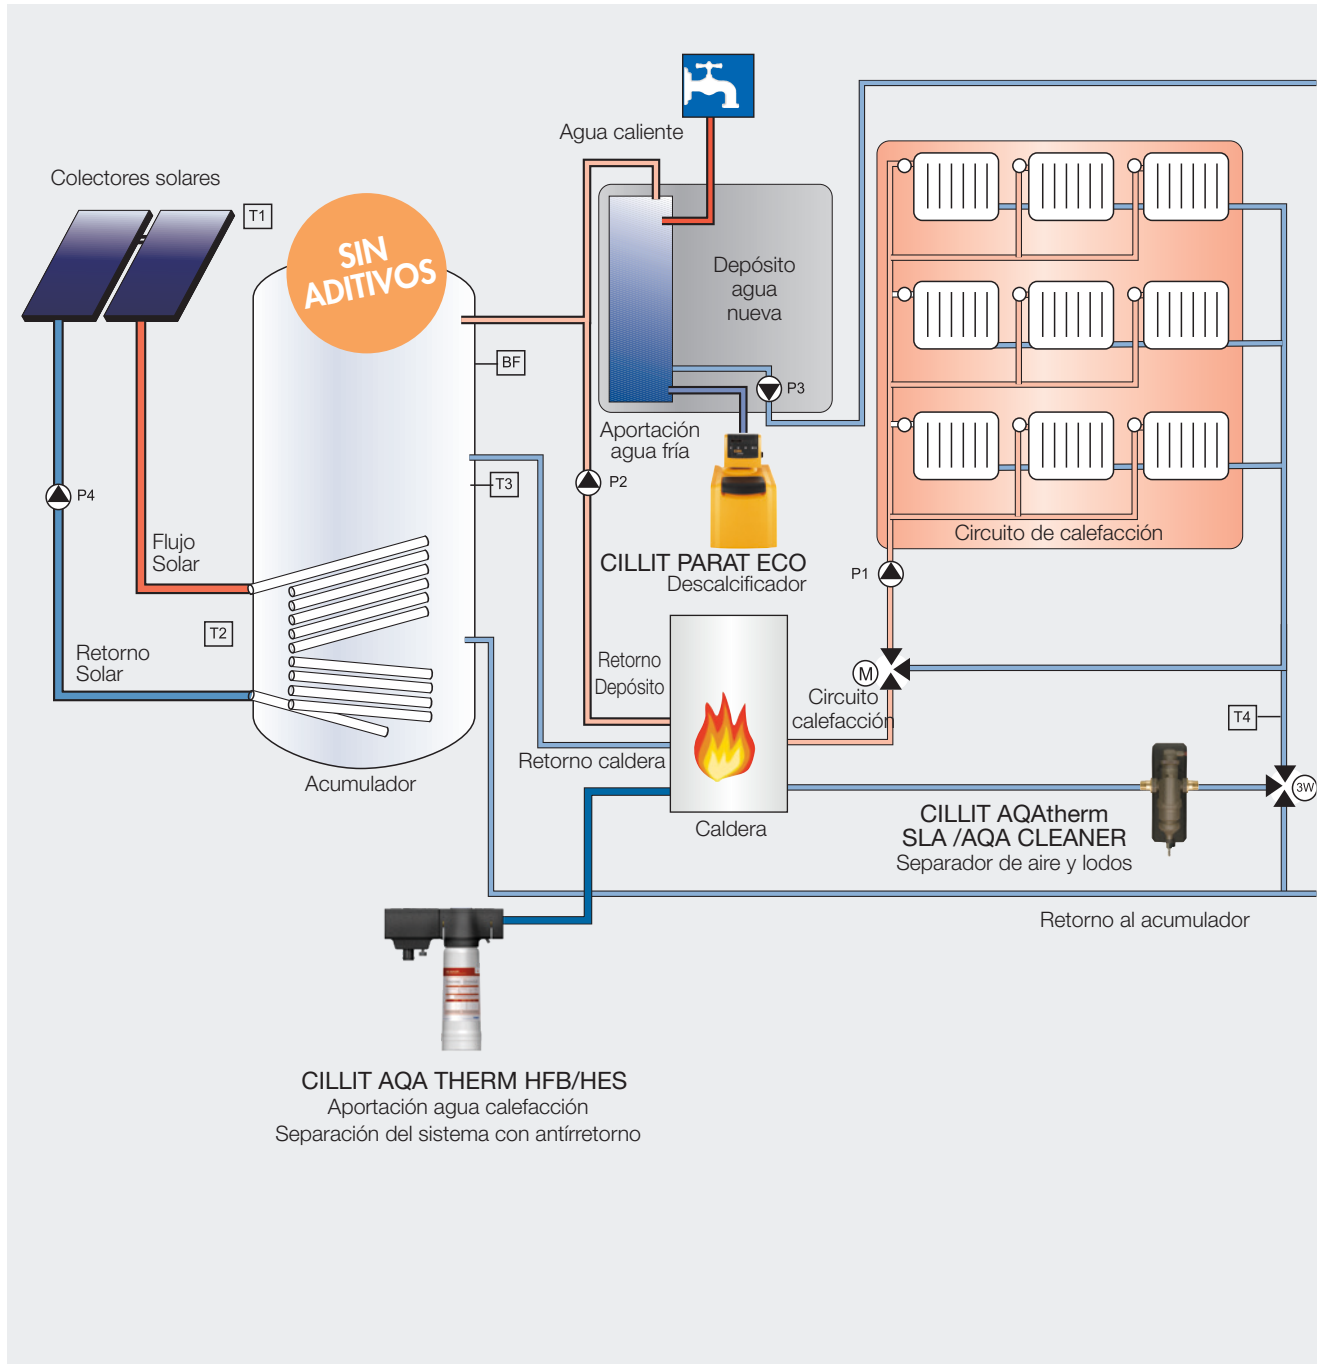 Agua caliente
Colectores solares
T1
SIN
ADITIVOS
Depósito
agua
nueva
BF
P3
Aportación
agua fría
T3
P2
P4
Flujo
Solar
Circuito de calefacción
CILLIT PARAT ECO
Descalcificador
P1
T2
Retorno
Solar
Retorno
Depósito
M
Circuito
calefacción
T4
Retorno caldera
Acumulador
3W
CILLIT AQAtherm
SLA /AQA CLEANER
Separador de aire y lodos
Caldera
Retorno al acumulador
CILLIT AQA THERM HFB/HES
Aportación agua calefacción
Separación del sistema con antírretorno